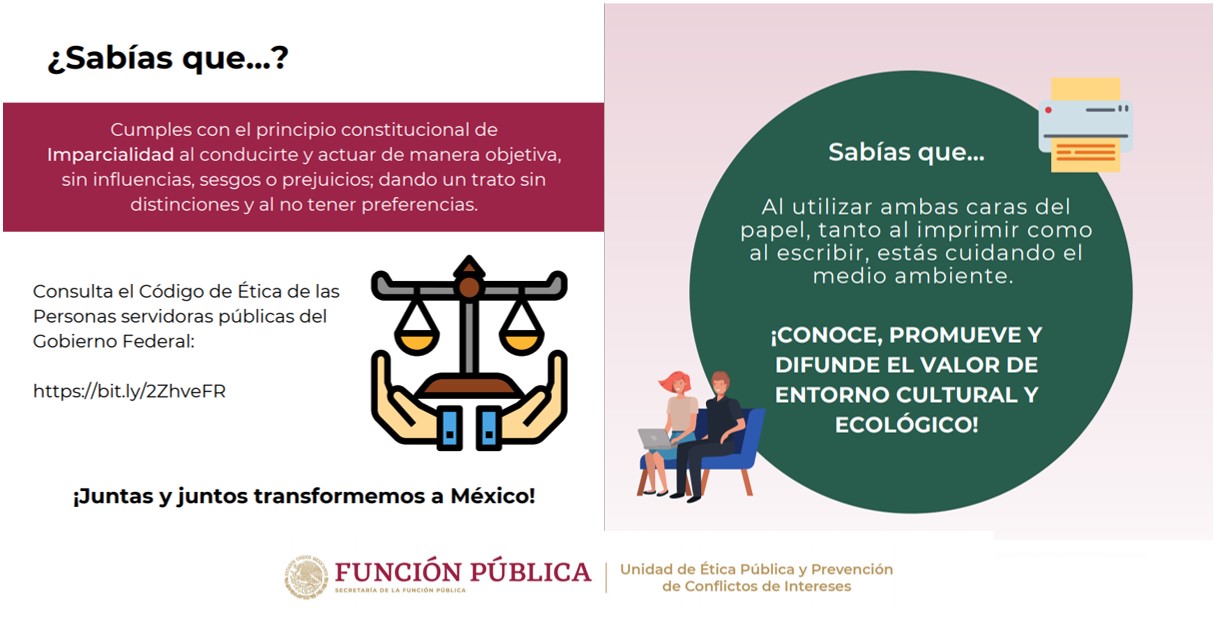 ¿Sabías que...?
Cumples con el principio constitucional de
Imparcialidad al conducirte y actuar de manera objetiva,
sin influencias, sesgos o prejuicios; dando un trato sin
distinciones y al no tener preferencias.
Consulta el Código de Ética de las
Personas servidoras públicas del
Gobierno Federal:
https://bit.ly/2ZhveFR
¡Juntas y juntos transformemos a México!
Sabías que...
Al utilizar ambas caras del
papel, tanto al imprimir como
al escribir, estás cuidando el
medio ambiente.
¡CONOCE, PROMUEVE Y
DIFUNDE EL VALOR DE
ENTORNO CULTURAL Y
ECOLÓGICO!
FUNCIÓN PÚBLICA
SECRETARÍA DE LA FUNCIÓN PÚBLICA
Unidad de Ética Pública y Prevención
de Conflictos de Intereses